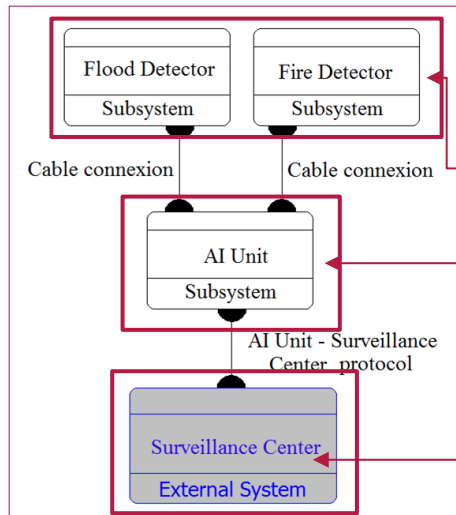 Flood Detector
Subsystem
Fire Detector
Subsystem
Cable connexion
Cable connexion
AI Unit
Subsystem
AI Unit - Surveillance
Center protocol
Surveillance Center
External System